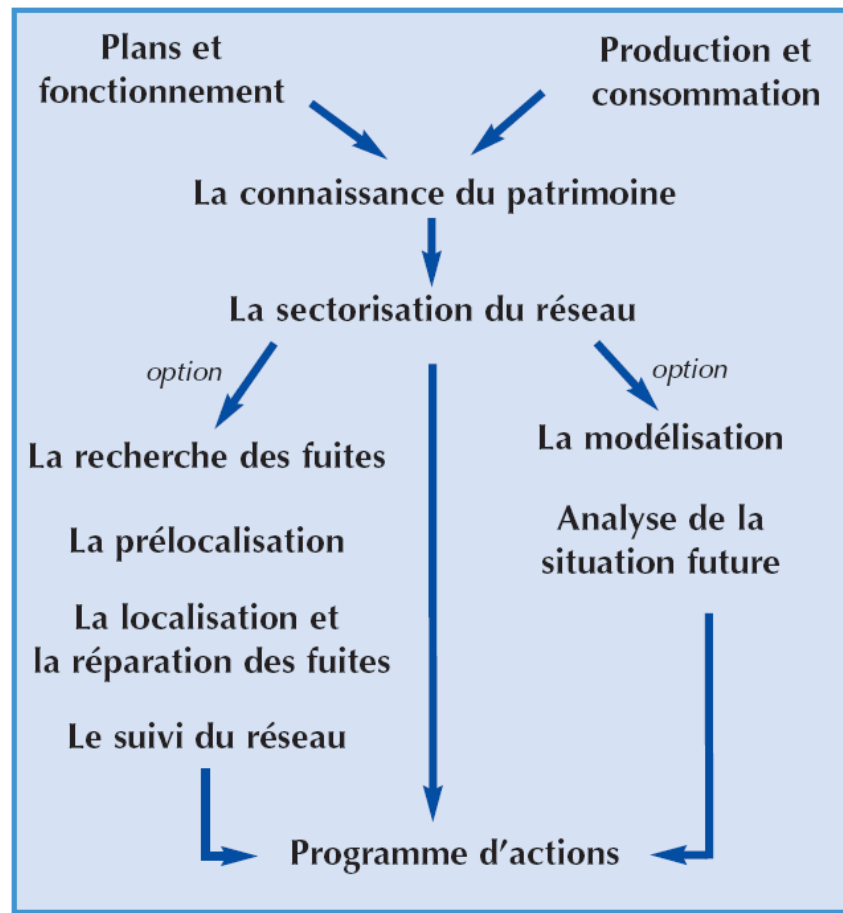 Plans et
fonctionnement
Production et
consommation
La connaissance du patrimoine
La sectorisation du réseau
option
option
La recherche des fuites
La prélocalisation
La localisation et
la réparation des fuites
Le suivi du réseau
La modélisation
Analyse de la
situation future
Programme d'actions